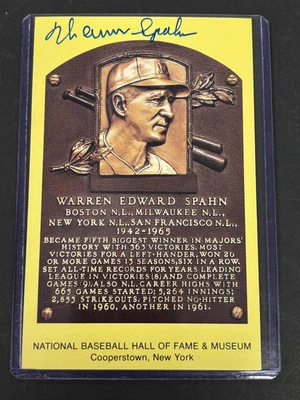 Warren Spahn
WARREN EDWARD SPAHN
BOSTON N.L., MILWAUKEE N.L.,
NEW YORK N.L., SAN FRANCISCO N.L.,
1942-1965
BECAME FIFTH BIGGEST WINNER IN MAJORS'
HISTORY WITH 363 VICTORIES. MOST
VICTORIES FOR A LEFT-HANDER. WON 20
OR MORE GAMES 13 SEASONS, SIX IN A ROW.
SET ALL-TIME RECORDS FOR YEARS LEADING
LEAGUE IN VICTORIES (8) AND COMPLETE
GAMES (9). ALSO N.L. CAREER HIGHS WITH
665 GAMES STARTED; 5,264 INNINGS;
2,853 STRIKEOUTS. PITCHED NO-HITTER
IN 1960, ANOTHER IN 1961.
NATIONAL BASEBALL HALL OF FAME & MUSEUM
Cooperstown, New York